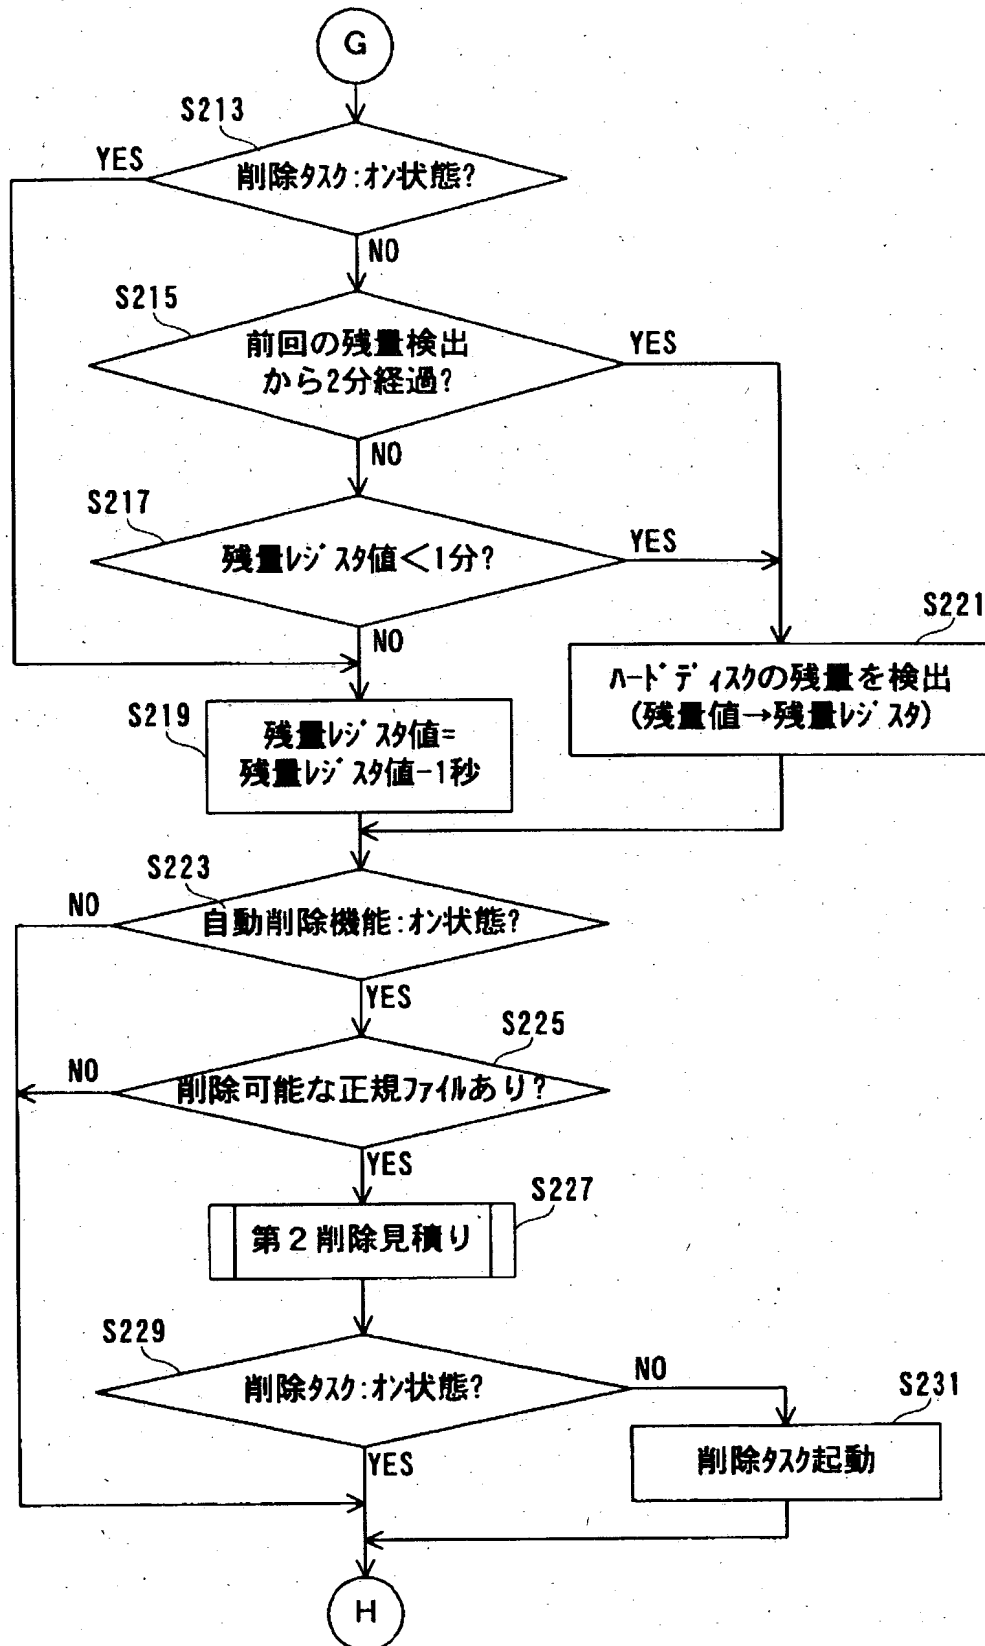 G
S213
YES
削除ﾀｽｸ:ｵﾝ状態?
NO
S215
前回の残量検出
から2分経過?
YES
NO
S217
残量ﾚｼﾞｽﾀ値<1分?
YES
NO
S221
ﾊｰﾄﾞﾃﾞｨｽｸの残量を検出
(残量値→残量ﾚｼﾞｽﾀ)
S219
残量ﾚｼﾞｽﾀ値=
残量ﾚｼﾞｽﾀ値-1秒
S223
NO
自動削除機能:ｵﾝ状態?
YES
S225
NO
削除可能な正規ﾌｧｲﾙあり?
YES
S227
第2削除見積り
S229
削除ﾀｽｸ:ｵﾝ状態?
NO
YES
S231
削除ﾀｽｸ起動
H